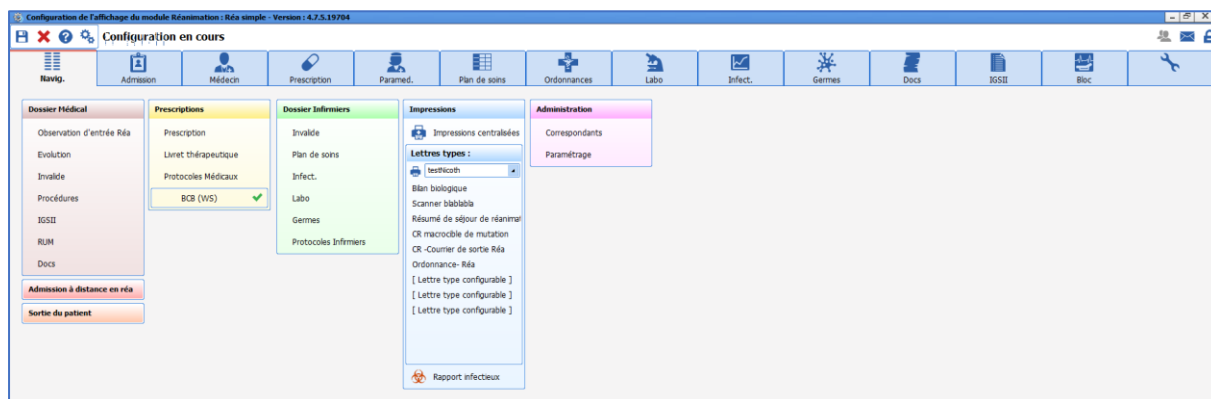 Configuration de l'affichage du module Réanimation : Réa simple - Version : 4.7.5.19704
Configuration en cours
Navig.
Admission
Médecin
Prescription
Paramed.
Plan de soins
Ordonnances
Labo
Infect.
Germes
Docs
IGSII
Bloc
Dossier Médical
Observation d'entrée Réa
Evolution
Invalide
Procédures
IGSII
RUM
Docs
Admission à distance en réa
Sortie du patient
Prescriptions
Prescription
Livret thérapeutique
Protocoles Médicaux
BCB (WS)
Dossier Infirmiers
Invalide
Plan de soins
Infect.
Labo
Germes
Protocoles Infirmiers
Impressions
Impressions centralisées
Lettres types :
testNicoth
Bilan biologique
Scanner blablabla
Résumé de séjour de réanimat
CR macrocible de mutation
CR -Courrier de sortie Réa
Ordonnance- Réa
[ Lettre type configurable ]
[ Lettre type configurable ]
[ Lettre type configurable ]
Rapport infectieux
Administration
Correspondants
Paramétrage